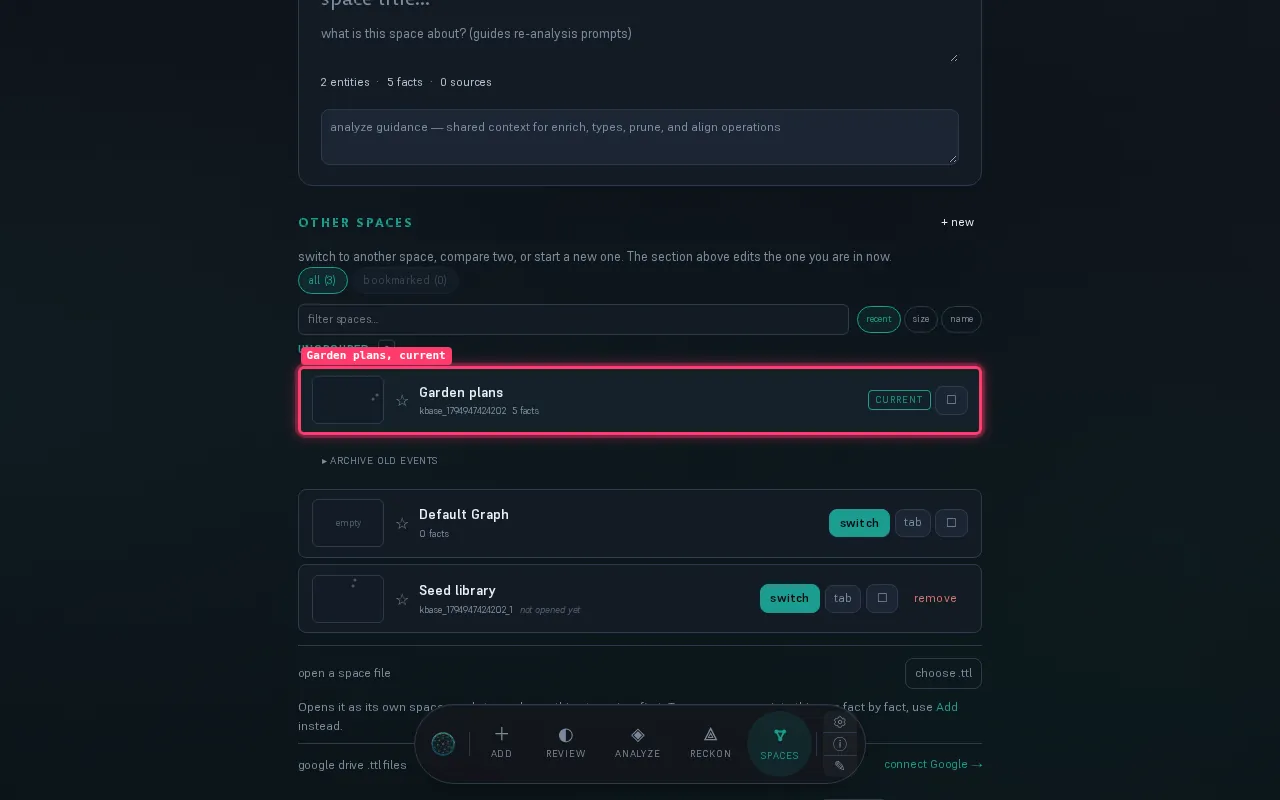 space title...
what is this space about? (guides re-analysis prompts)
2 entities · 5 facts · 0 sources
analyze guidance — shared context for enrich, types, prune, and align operations
OTHER SPACES
+ new
switch to another space, compare two, or start a new one. The section above edits the one you are in now.
all (3) bookmarked (0)
filter spaces...
recent size name
Garden plans, current
Garden plans
kbase_1794947424202 5 facts
CURRENT
▸ ARCHIVE OLD EVENTS
empty
Default Graph
0 facts
switch tab
Seed library
kbase_1794947424202_1 not opened yet
switch tab remove
open a space file
choose .ttl
Opens it as its own space fact by fact, use Add
instead.
google drive .ttl files
connect Google →
ADD REVIEW ANALYZE RECKON SPACES